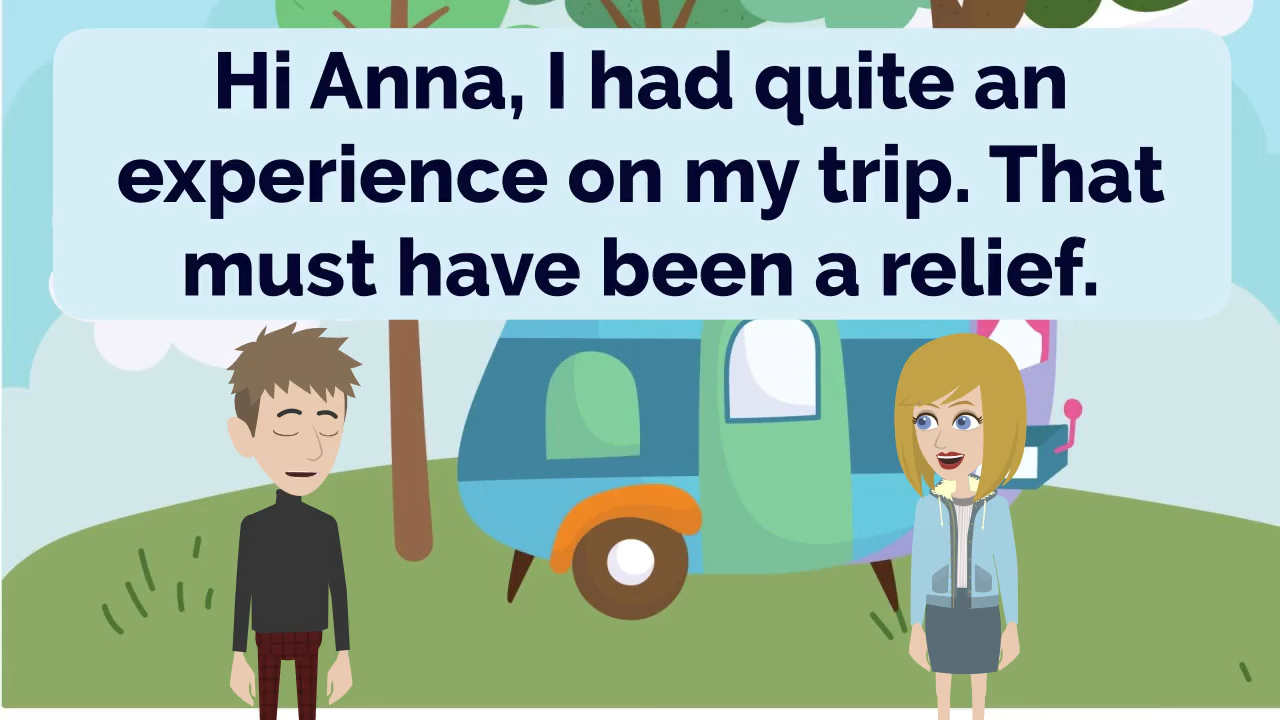 Hi Anna, I had quite an
experience on my trip. That
must have been a relief.